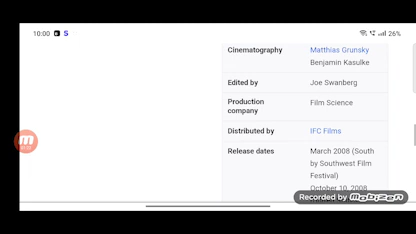 10:00 S 26%
Cinematography Matthias Grunsky
Benjamin Kasulke
Edited by Joe Swanberg
Production Film Science
company
Distributed by IFC Films
Release dates March 2008 (South
by Southwest Film
Festival)
October 10, 2008
Recorded by mobizen